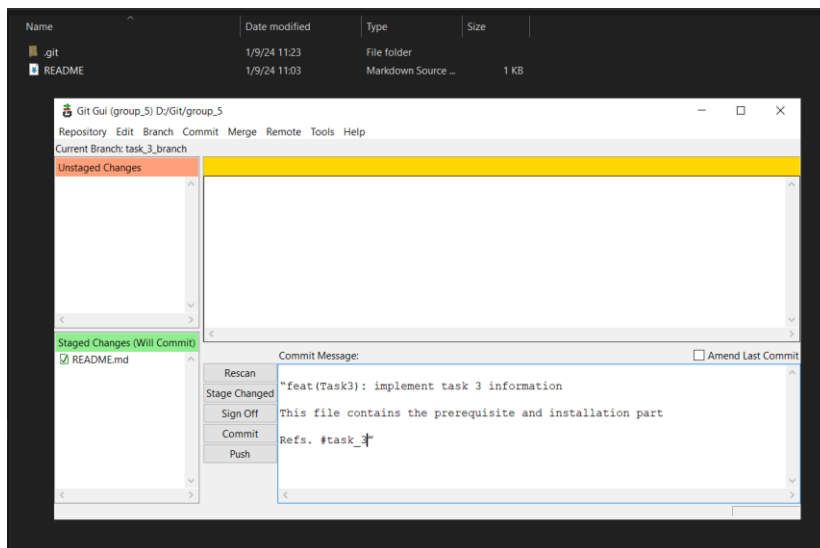 Name Date modified Type Size
.git 1/9/24 11:23 File folder
README 1/9/24 11:03 Markdown Source ... 1 KB
Git Gui (group_5) D:/Git/group_5
Repository Edit Branch Commit Merge Remote Tools Help
Current Branch: task_3_branch
Unstaged Changes
Staged Changes (Will Commit)
README.md
Commit Message:
Amend Last Commit
Rescan
Stage Changed
Sign Off
Commit
Push
"feat(Task3): implement task 3 information
This file contains the prerequisite and installation part
Refs. #task_3"